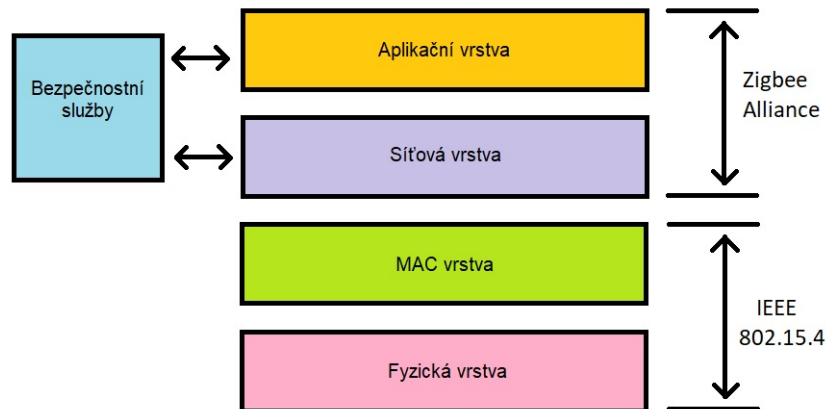 Aplikační vrstva
Bezpečnostní
služby
Zigbee
Alliance
Síťová vrstva
MAC vrstva
IEEE
802.15.4
Fyzická vrstva